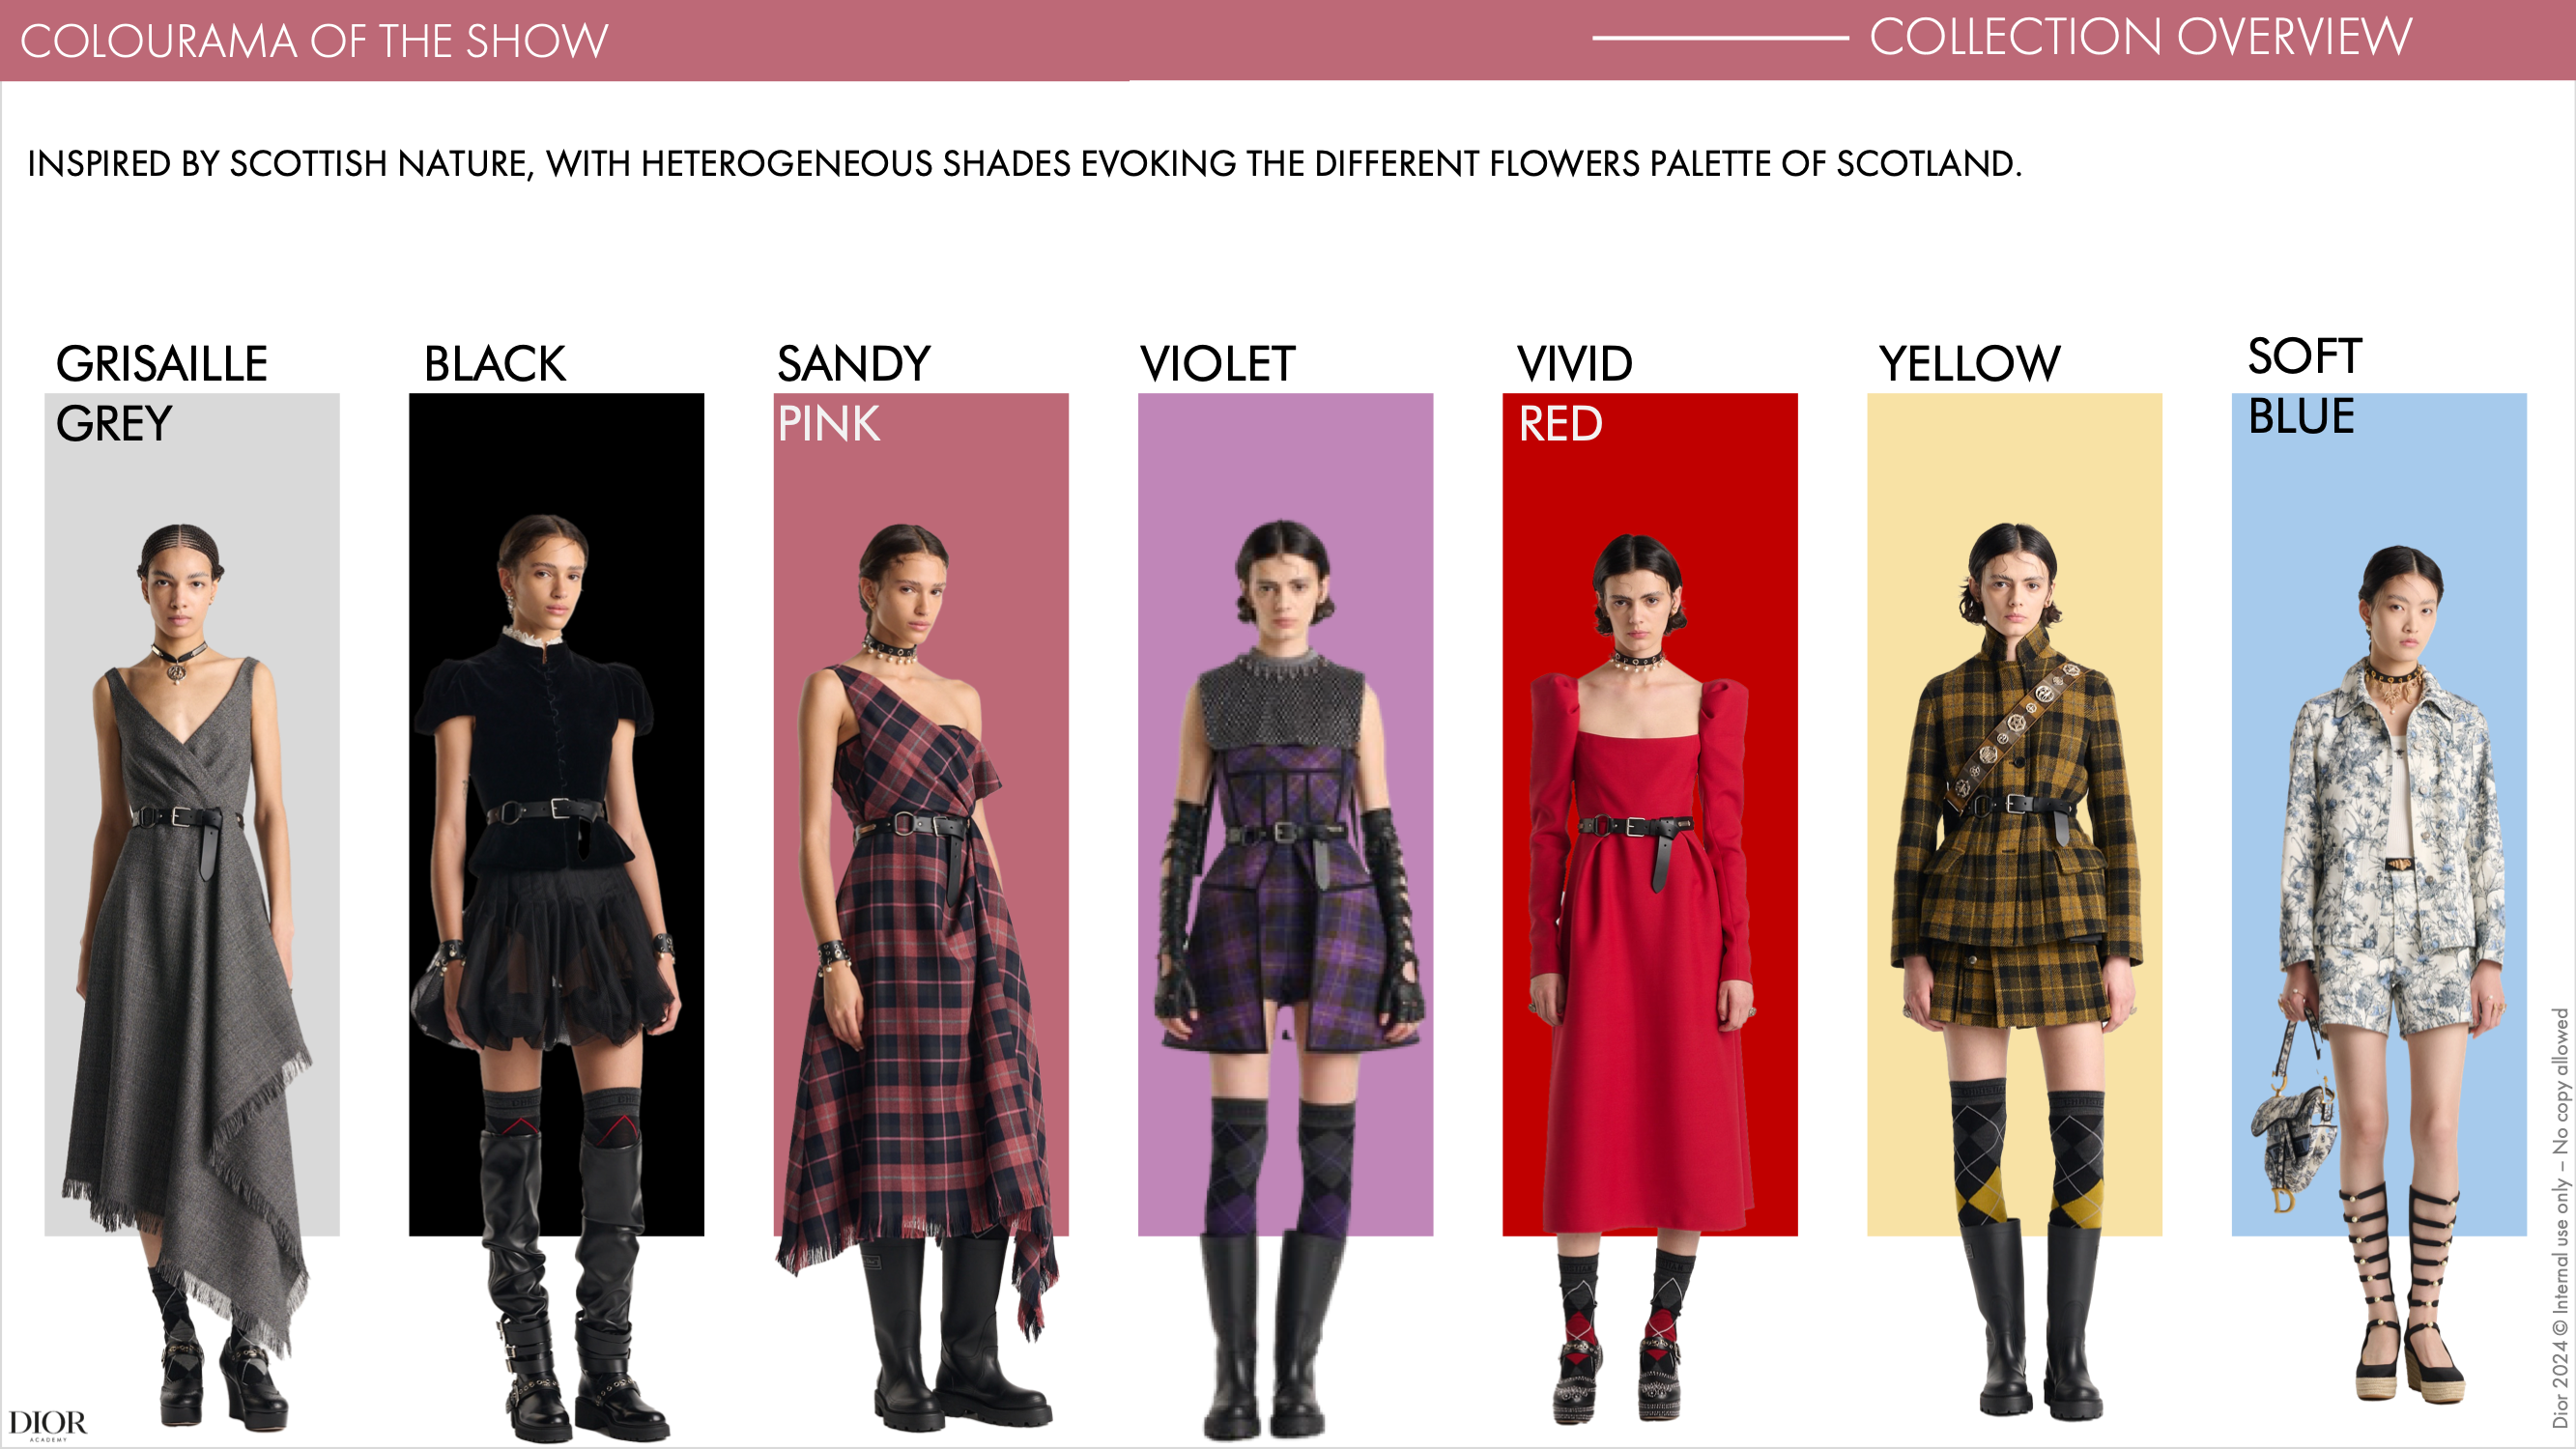 COLOURAMA OF THE SHOW
COLLECTION OVERVIEW
INSPIRED BY SCOTTISH NATURE, WITH HETEROGENEOUS SHADES EVOKING THE DIFFERENT FLOWERS PALETTE OF SCOTLAND.
GRISAILLE
GREY
BLACK
SANDY
PINK
VIOLET
VIVID
RED
YELLOW
SOFT
BLUE
DIOR
ACADEMY
Dior 2024 © Internal use only – No copy allowed